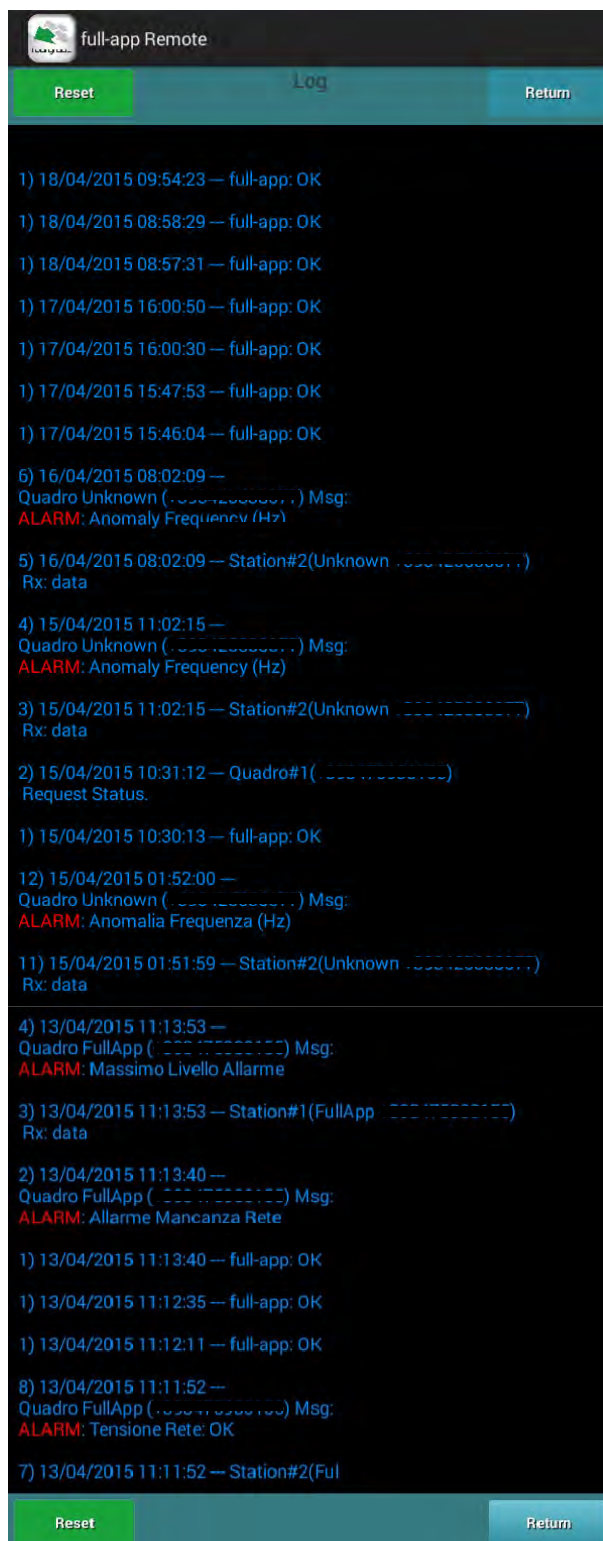 full-app Remote
Reset
Log
Return
1) 18/04/2015 09:54:23 --- full-app: OK
1) 18/04/2015 08:58:29 --- full-app: OK
1) 18/04/2015 08:57:31 --- full-app: OK
1) 17/04/2015 16:00:50 --- full-app: OK
1) 17/04/2015 16:00:30 --- full-app: OK
1) 17/04/2015 15:47:53 --- full-app: OK
1) 17/04/2015 15:46:04 --- full-app: OK
6) 16/04/2015 08:02:09 ---
Quadro Unknown ( ) Msg:
ALARM: Anomaly Frequency (Hz)
5) 16/04/2015 08:02:09 --- Station#2(Unknown )
Rx: data
4) 15/04/2015 11:02:15 ---
Quadro Unknown ( ) Msg:
ALARM: Anomaly Frequency (Hz)
3) 15/04/2015 11:02:15 --- Station#2(Unknown )
Rx: data
2) 15/04/2015 10:31:12 --- Quadro#1( )
Request Status.
1) 15/04/2015 10:30:13 --- full-app: OK
12) 15/04/2015 01:52:00 ---
Quadro Unknown ( ) Msg:
ALARM: Anomalia Frequenza (Hz)
11) 15/04/2015 01:51:59 --- Station#2(Unknown )
Rx: data
4) 13/04/2015 11:13:53 ---
Quadro FullApp ( ) Msg:
ALARM: Massimo Livello Allarme
3) 13/04/2015 11:13:53 --- Station#1(FullApp )
Rx: data
2) 13/04/2015 11:13:40 ---
Quadro FullApp ( ) Msg:
ALARM: Allarme Mancanza Rete
1) 13/04/2015 11:13:40 --- full-app: OK
1) 13/04/2015 11:12:35 --- full-app: OK
1) 13/04/2015 11:12:11 --- full-app: OK
8) 13/04/2015 11:11:52 ---
Quadro FullApp ( ) Msg:
ALARM: Tensione Rete: OK
7) 13/04/2015 11:11:52 --- Station#2(Ful
Reset
Return